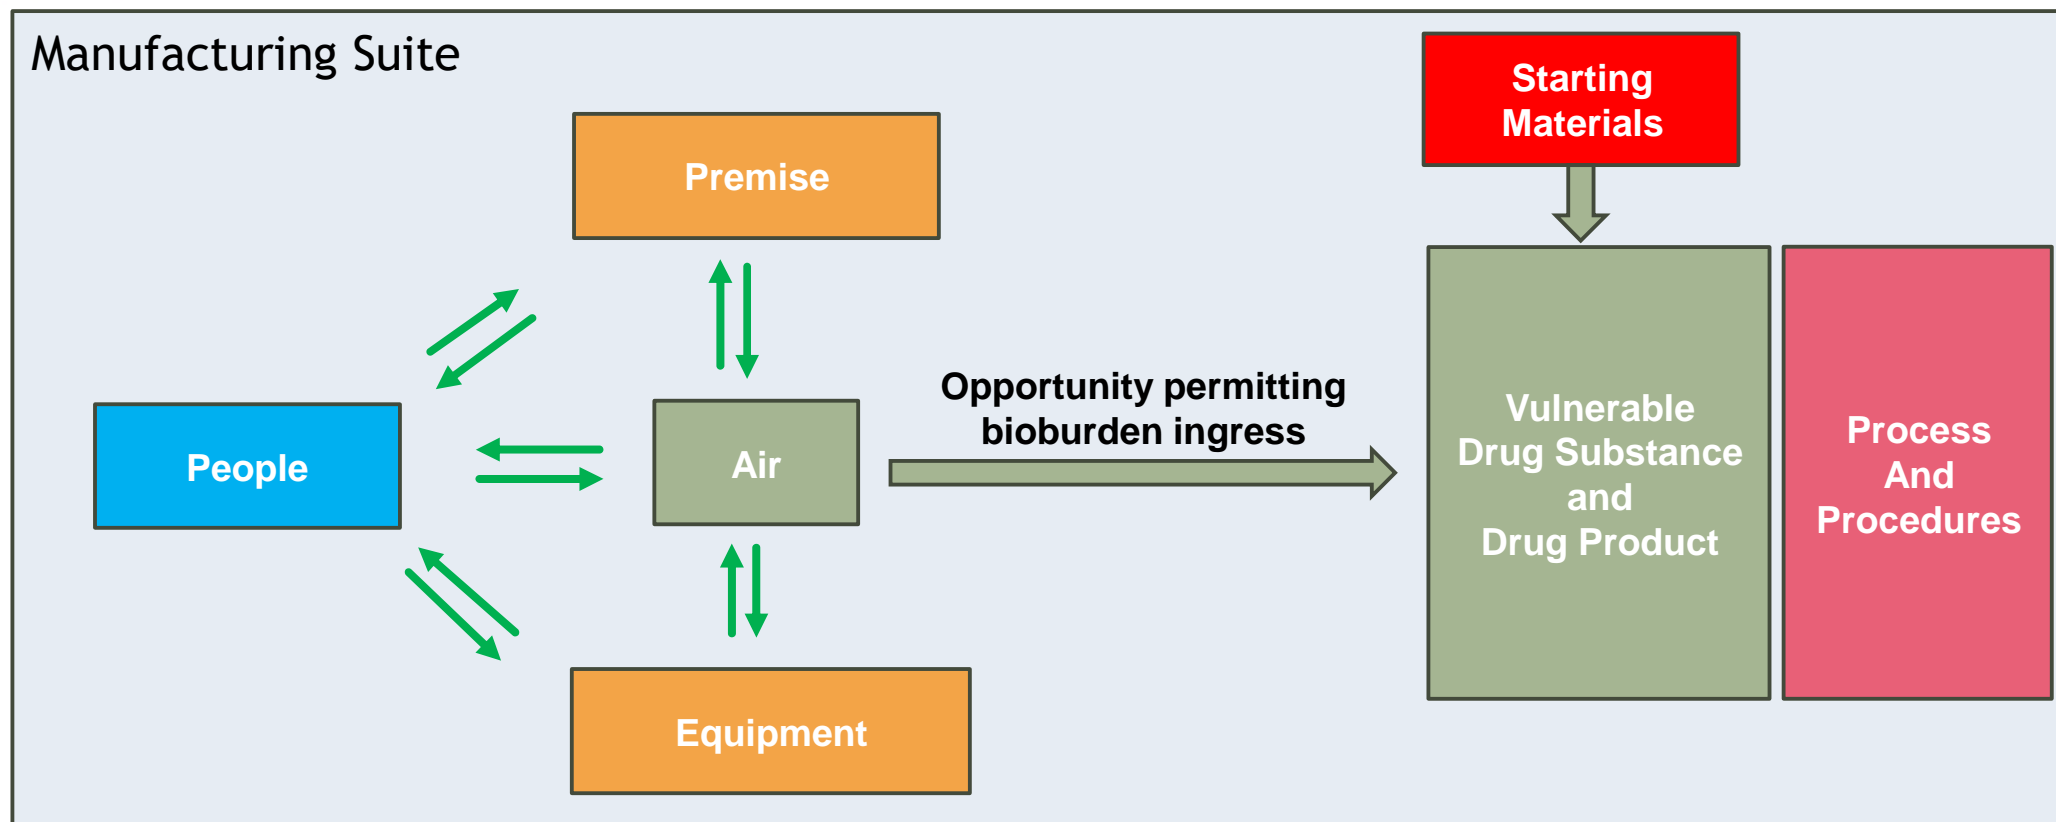 Manufacturing Suite
Starting
Materials
Premise
People
Air
Opportunity permitting
bioburden ingress
Vulnerable
Drug Substance
and
Drug Product
Process
And
Procedures
Equipment